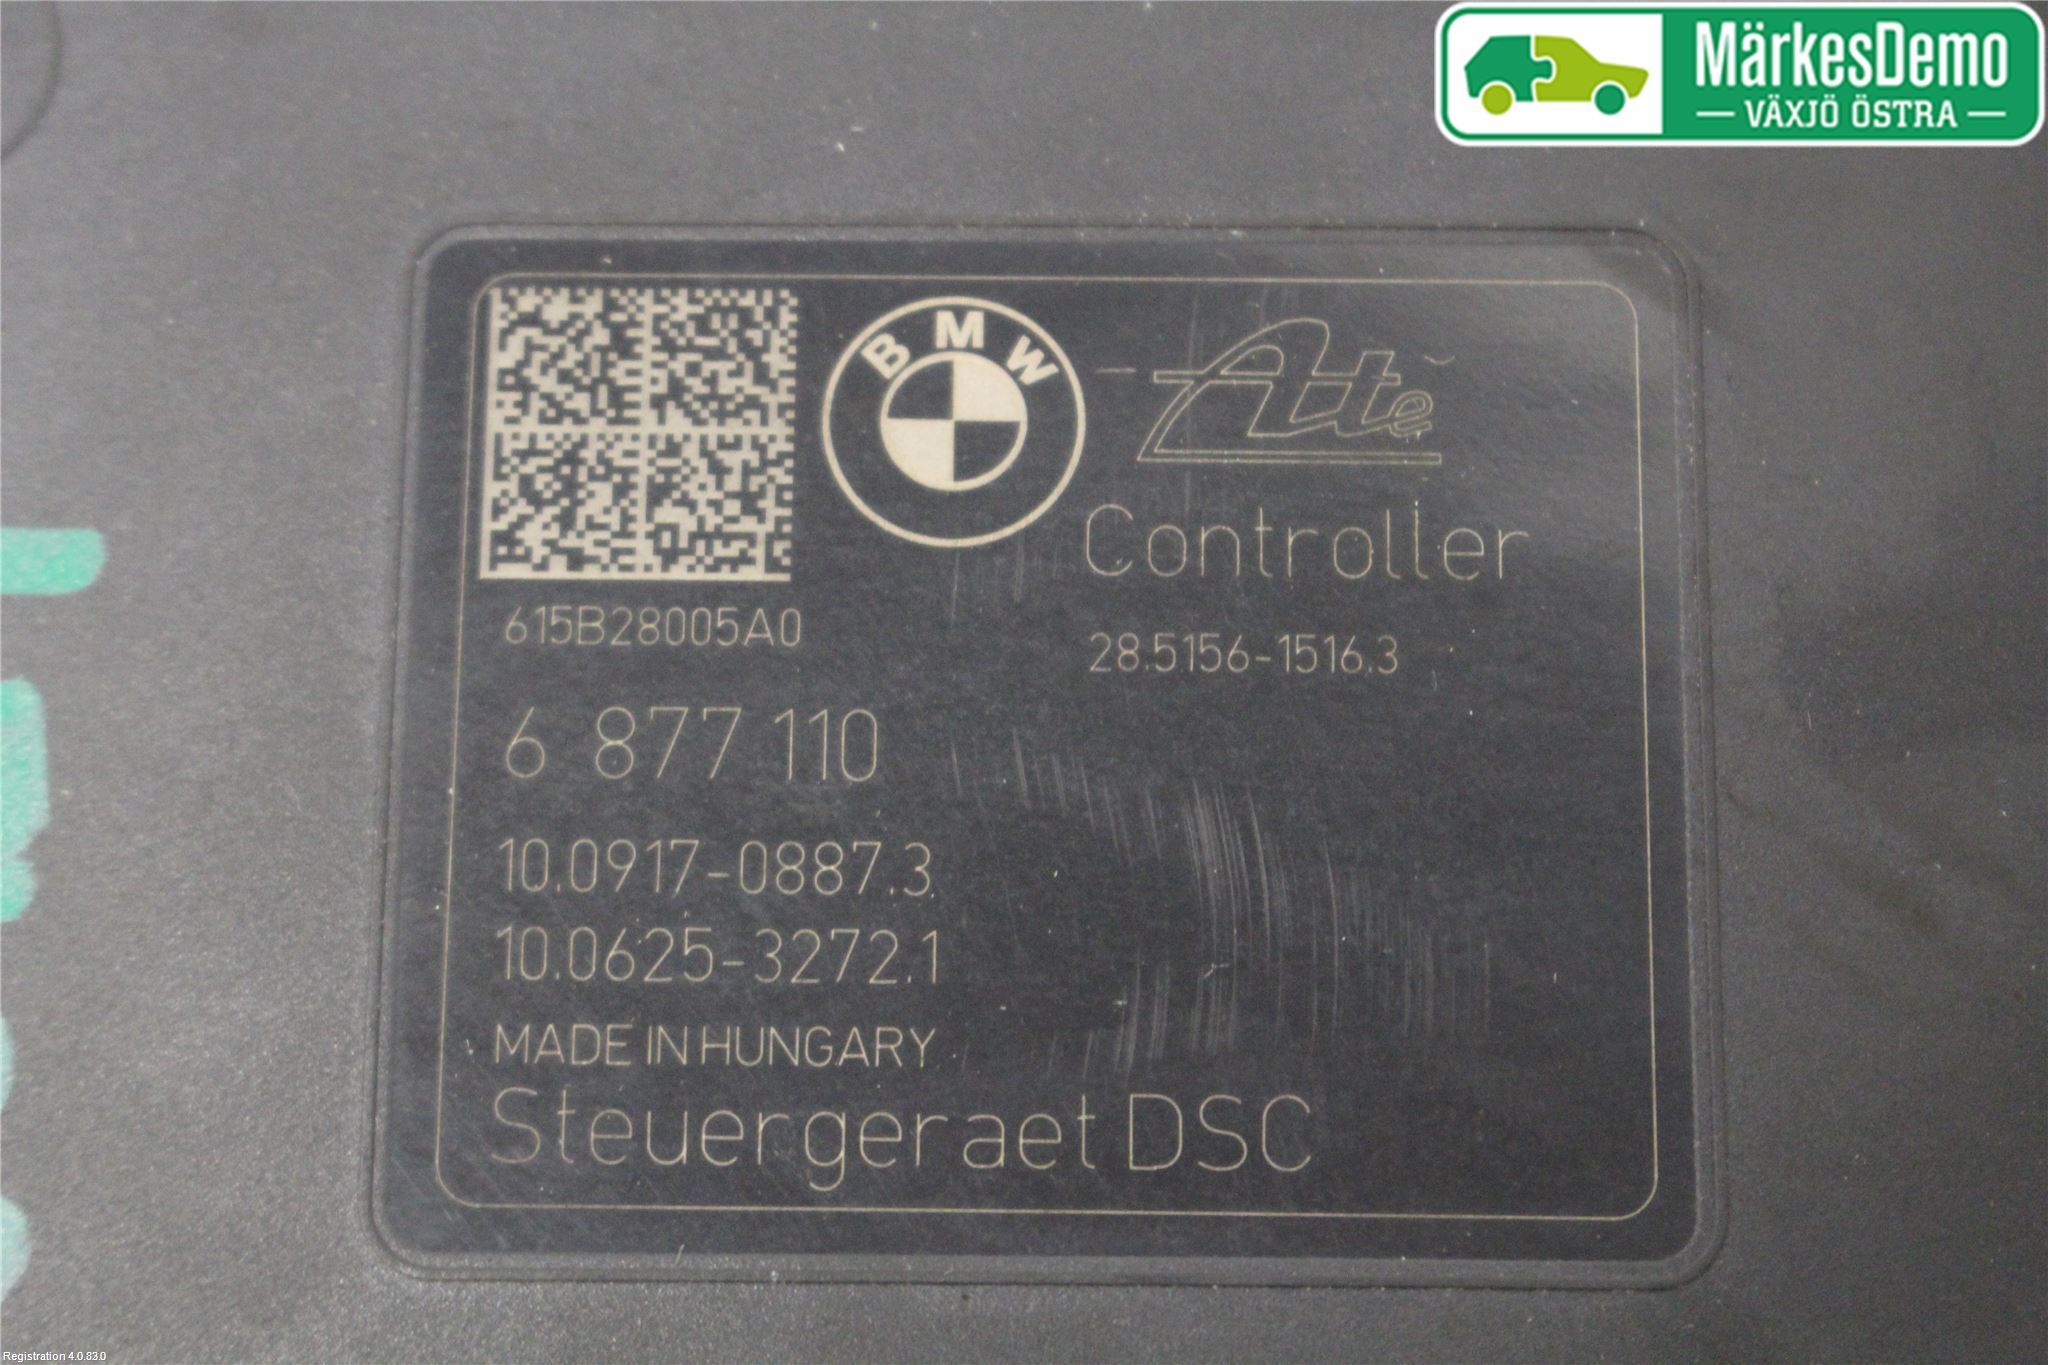 MärkesDemo
VÄXJÖ ÖSTRA
BMW
Ate
Controller
615B28005A0
28.5156-1516.3
6 877 110
10.0917-0887.3
10.0625-3272.1
MADE IN HUNGARY
Steuergeraet DSC
Registration 4.0.83.0